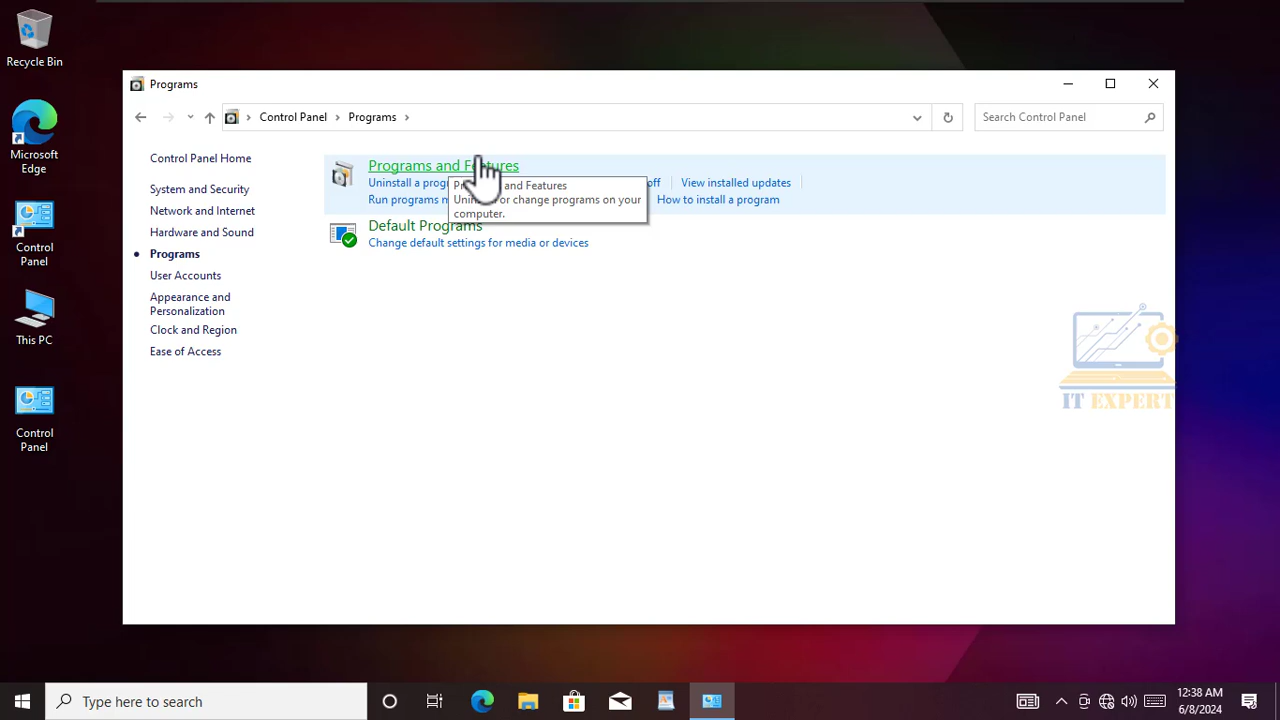 Recycle Bin
Microsoft
Edge
Control
Panel
This PC
Control
Panel
Programs
Control Panel
Programs
Search Control Panel
Control Panel Home
System and Security
Network and Internet
Hardware and Sound
Programs
User Accounts
Appearance and
Personalization
Clock and Region
Ease of Access
Programs and Features
Uninstall a off View installed updates
Run programs How to install a program
and Features
or change programs on your
computer.
Default Programs
Change default settings for media or devices
IT EXPERT
Type here to search
12:38 AM
6/8/2024